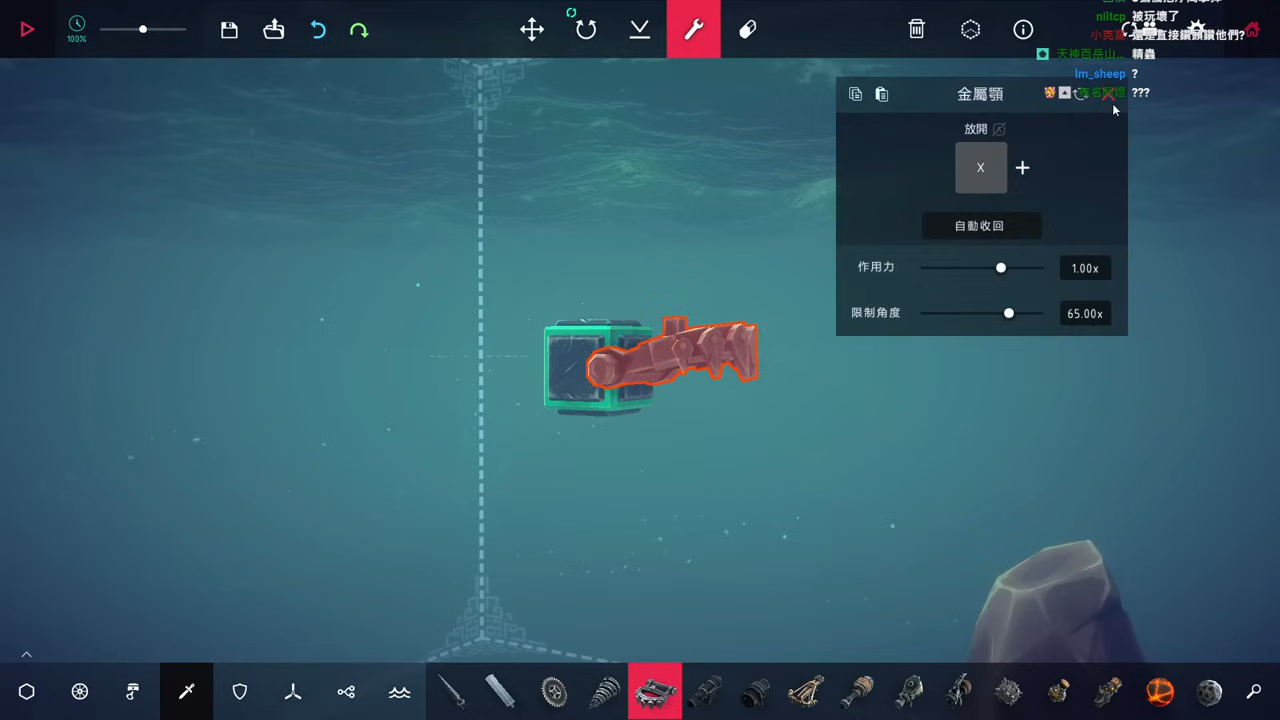 100%
niltcp 被玩壞了
還是直接鑽頭鑽他們?
天神百岳山... 精蟲
lm_sheep ?
???
金屬顎
放開
X
自動收回
作用力 1.00x
限制角度 65.00x